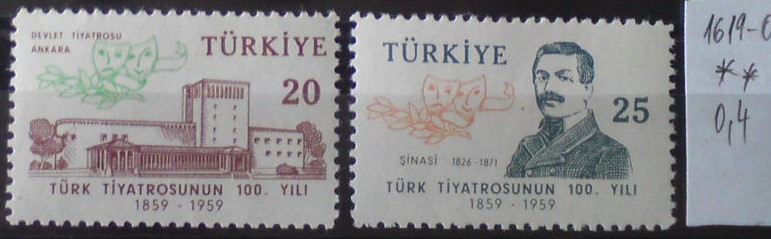 DEVLET TİYATROSU
ANKARA
TÜRKİYE
20
TÜRK TİYATROSUNUN 100. YILI
1859 - 1959
TÜRKİYE
25
ŞİNASİ 1826-1871
TÜRK TİYATROSUNUN 100. YILI
1859 - 1959
1619-
**
0,4